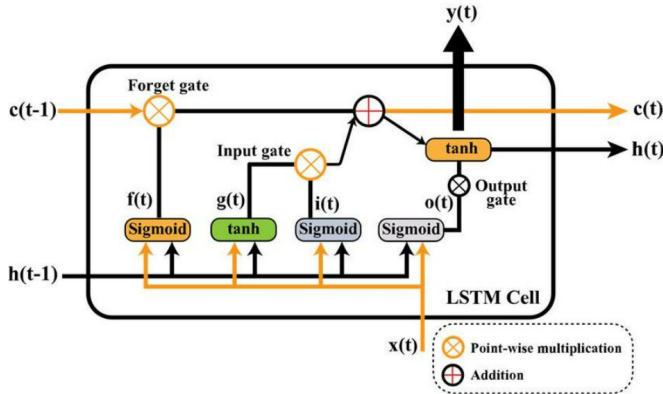 y(t)
Forget gate
c(t-1)
c(t)
tanh
h(t)
Input gate
Output
gate
f(t)
g(t)
i(t)
o(t)
Sigmoid
tanh
Sigmoid
Sigmoid
h(t-1)
LSTM Cell
x(t)
Point-wise multiplication
Addition